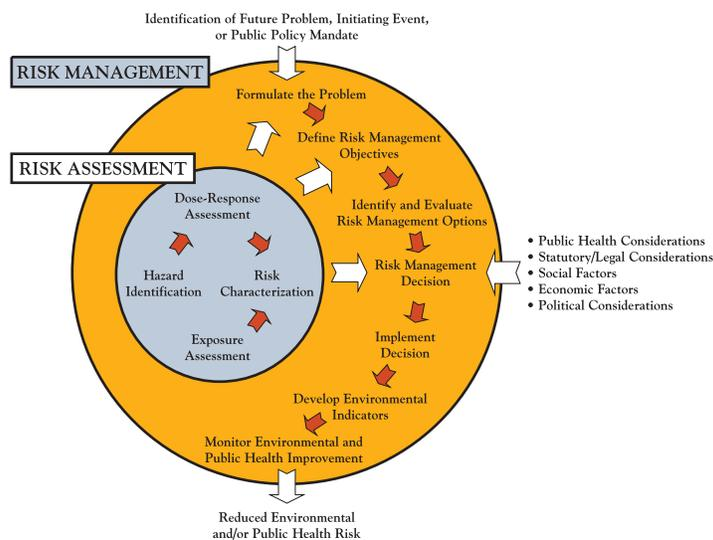 Identification of Future Problem, Initiating Event,
or Public Policy Mandate
RISK MANAGEMENT
Formulate the Problem
Define Risk Management
Objectives
RISK ASSESSMENT
Dose-Response
Assessment
Identify and Evaluate
Risk Management Options
Hazard
Identification
Risk
Characterization
Risk Management
Decision
• Public Health Considerations
• Statutory/Legal Considerations
• Social Factors
• Economic Factors
• Political Considerations
Exposure
Assessment
Implement
Decision
Develop Environmental
Indicators
Monitor Environmental and
Public Health Improvement
Reduced Environmental
and/or Public Health Risk